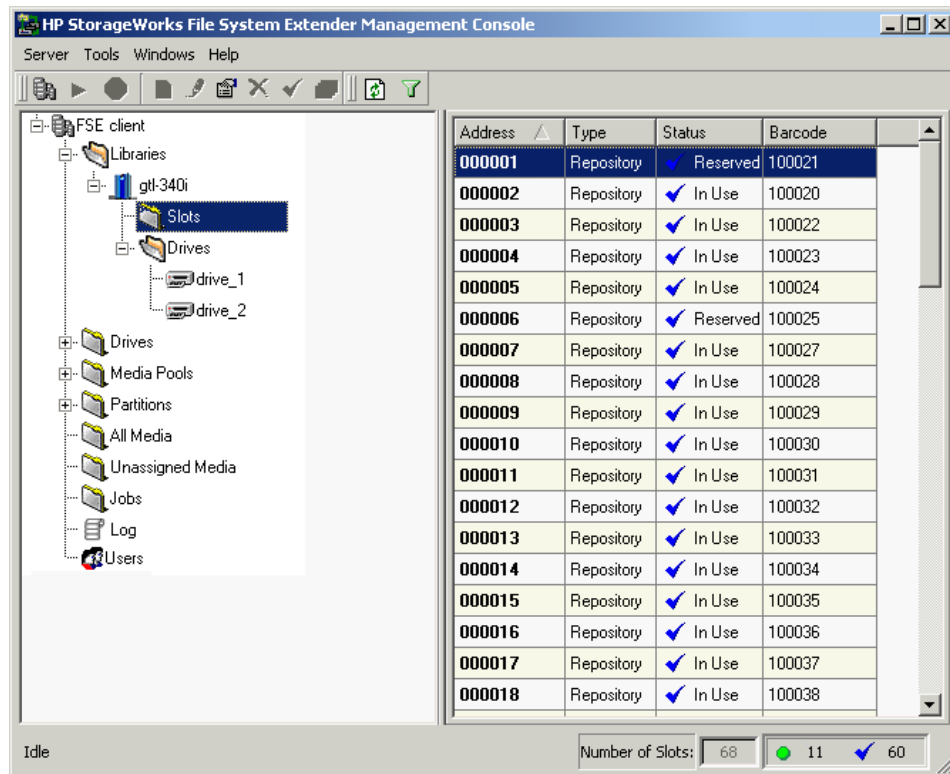 HP StorageWorks File System Extender Management Console
Server Tools Windows Help
FSE client
Libraries
gtl-340i
Slots
Drives
drive_1
drive_2
Drives
Media Pools
Partitions
All Media
Unassigned Media
Jobs
Log
Users
Address Type Status Barcode
000001 Repository Reserved 100021
000002 Repository In Use 100020
000003 Repository In Use 100022
000004 Repository In Use 100023
000005 Repository In Use 100024
000006 Repository Reserved 100025
000007 Repository In Use 100027
000008 Repository In Use 100028
000009 Repository In Use 100029
000010 Repository In Use 100030
000011 Repository In Use 100031
000012 Repository In Use 100032
000013 Repository In Use 100033
000014 Repository In Use 100034
000015 Repository In Use 100035
000016 Repository In Use 100036
000017 Repository In Use 100037
000018 Repository In Use 100038
Idle
Number of Slots: 68 11 60